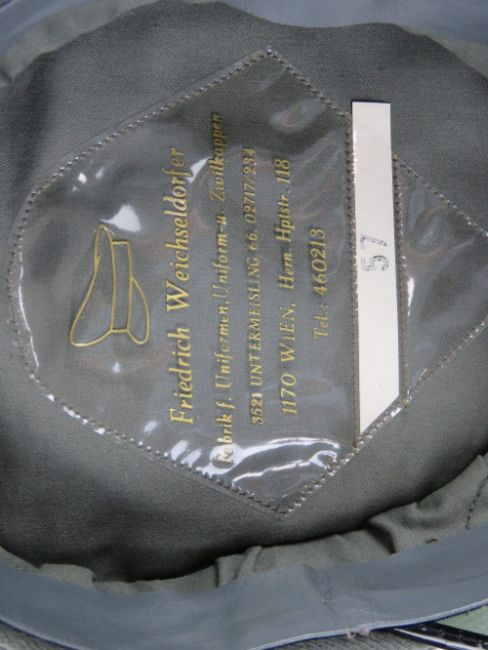 Friedrich Weichseldorfer
Fabrik f. Uniformen, Uniform- u. Zivilkappen
3521 UNTERMEISLING 66, 02717/234
1170 WIEN, Hern. Hptstr. 118
Tel.: 460213
57